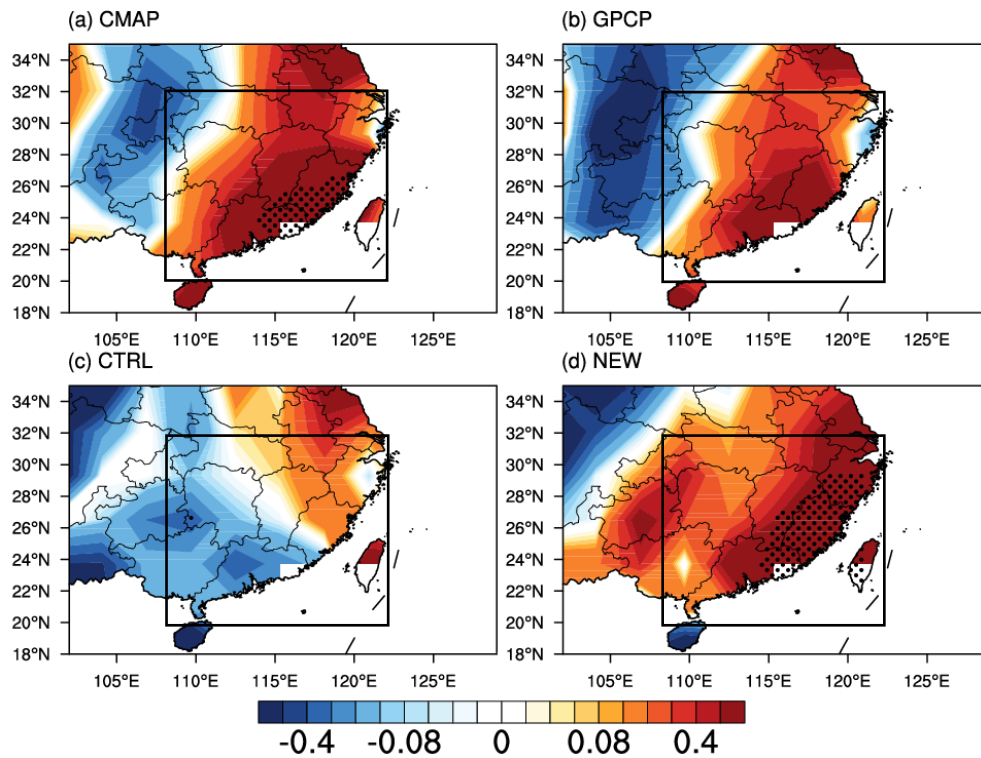 (a) CMAP
(b) GPCP
34°N
32°N
30°N
28°N
26°N
24°N
22°N
20°N
18°N
34°N
32°N
30°N
28°N
26°N
24°N
22°N
20°N
18°N
105°E 110°E 115°E 120°E 125°E
105°E 110°E 115°E 120°E 125°E
(c) CTRL
(d) NEW
34°N
32°N
30°N
28°N
26°N
24°N
22°N
20°N
18°N
34°N
32°N
30°N
28°N
26°N
24°N
22°N
20°N
18°N
105°E 110°E 115°E 120°E 125°E
105°E 110°E 115°E 120°E 125°E
-0.4 -0.08 0 0.08 0.4